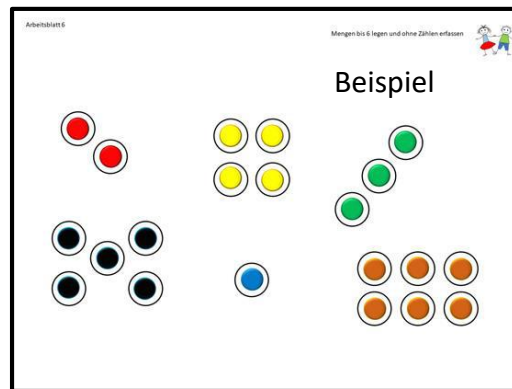 Arbeitsblatt 6
Mengen bis 6 legen und ohne Zählen erfassen
Beispiel